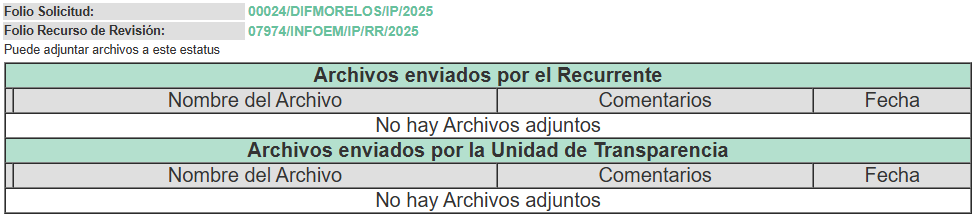 Folio Solicitud: 00024/DIFMORELOS/IP/2025
Folio Recurso de Revisión: 07974/INFOEM/IP/RR/2025
Puede adjuntar archivos a este estatus
Archivos enviados por el Recurrente
Nombre del Archivo Comentarios Fecha
No hay Archivos adjuntos
Archivos enviados por la Unidad de Transparencia
Nombre del Archivo Comentarios Fecha
No hay Archivos adjuntos